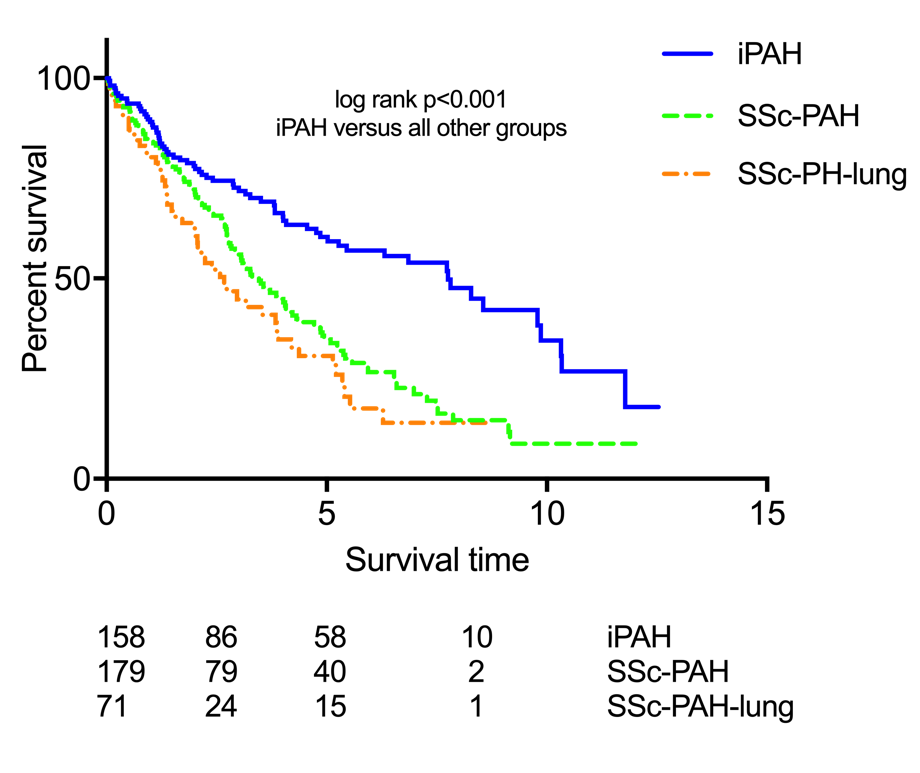 100
50
0
Percent survival
log rank p<0.001
iPAH versus all other groups
iPAH
SSc-PAH
SSc-PH-lung
0 5 10 15
Survival time
158 86 58 10 iPAH
179 79 40 2 SSc-PAH
71 24 15 1 SSc-PAH-lung